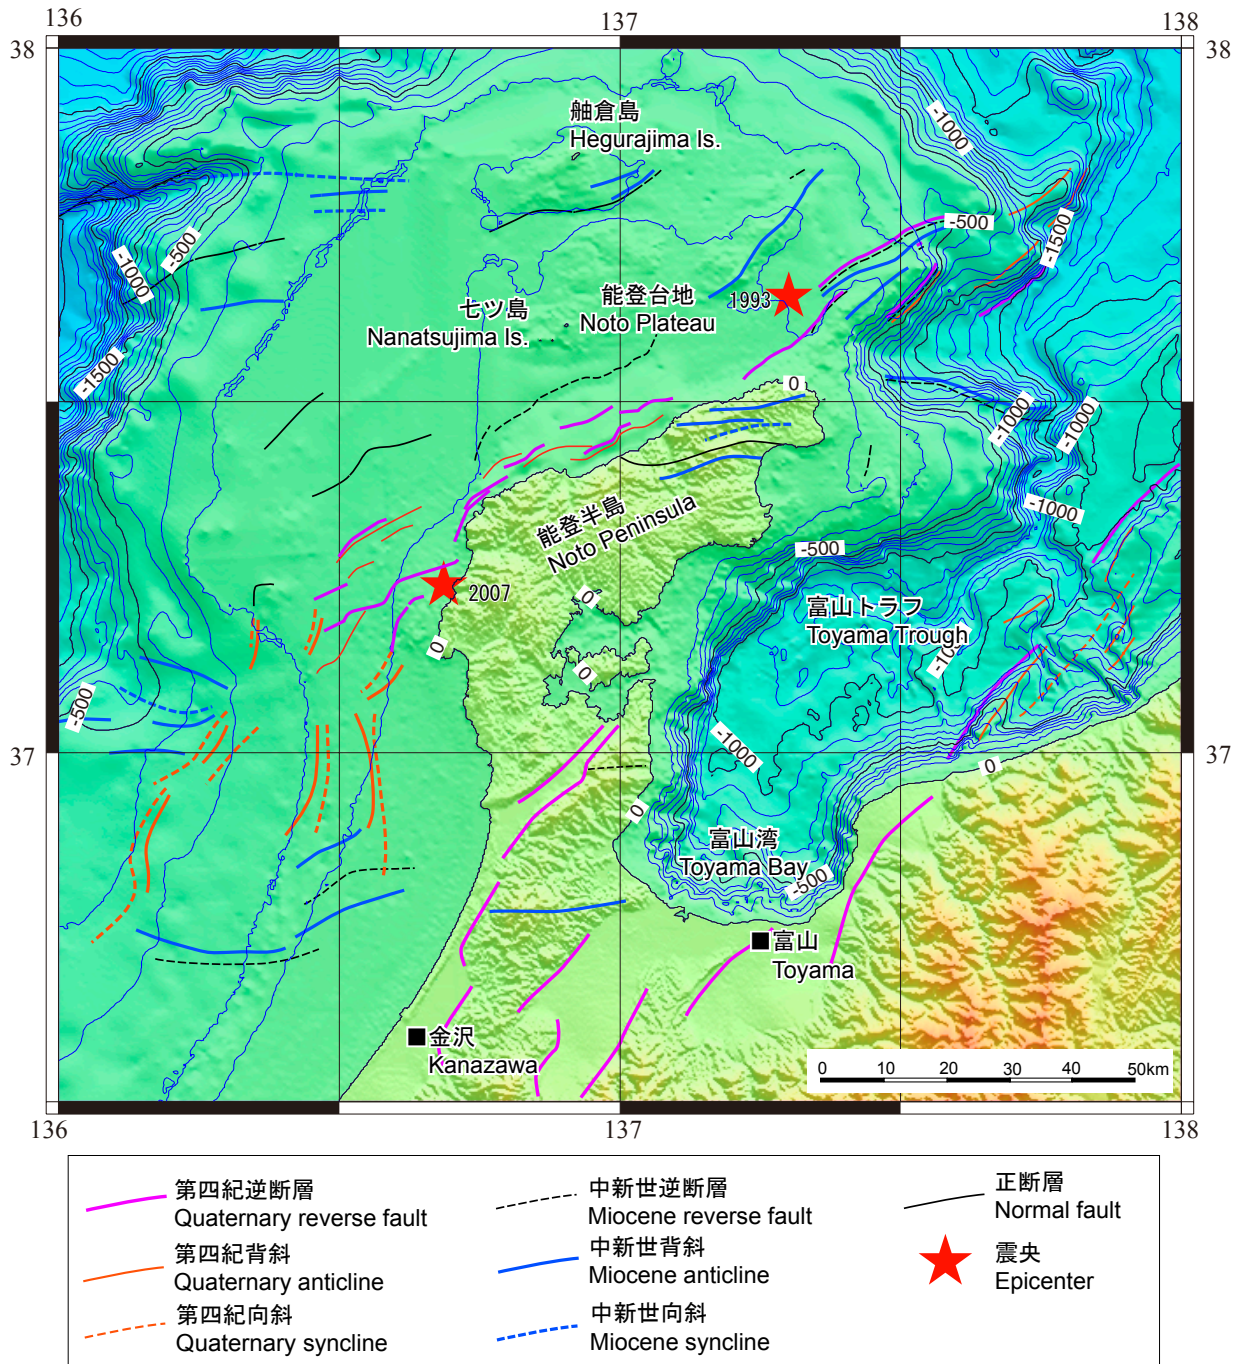 136
137
138
38
38
舳倉島
Hegurajima Is.
-1000
-500
-1500
-500
-1000
能登台地
Noto Plateau
1993
七ツ島
Nanatsujima Is.
-1500
0
-1000
-1000
-1000
能登半島
Noto Peninsula
-500
2007
0
0
富山トラフ
Toyama Trough
-1000
0
-500
37
37
-1000
0
0
富山湾
Toyama Bay
-500
富山
Toyama
金沢
Kanazawa
0 10 20 30 40 50km
136
137
138
第四紀逆断層
Quaternary reverse fault
中新世逆断層
Miocene reverse fault
正断層
Normal fault
第四紀背斜
Quaternary anticline
中新世背斜
Miocene anticline
震央
Epicenter
第四紀向斜
Quaternary syncline
中新世向斜
Miocene syncline